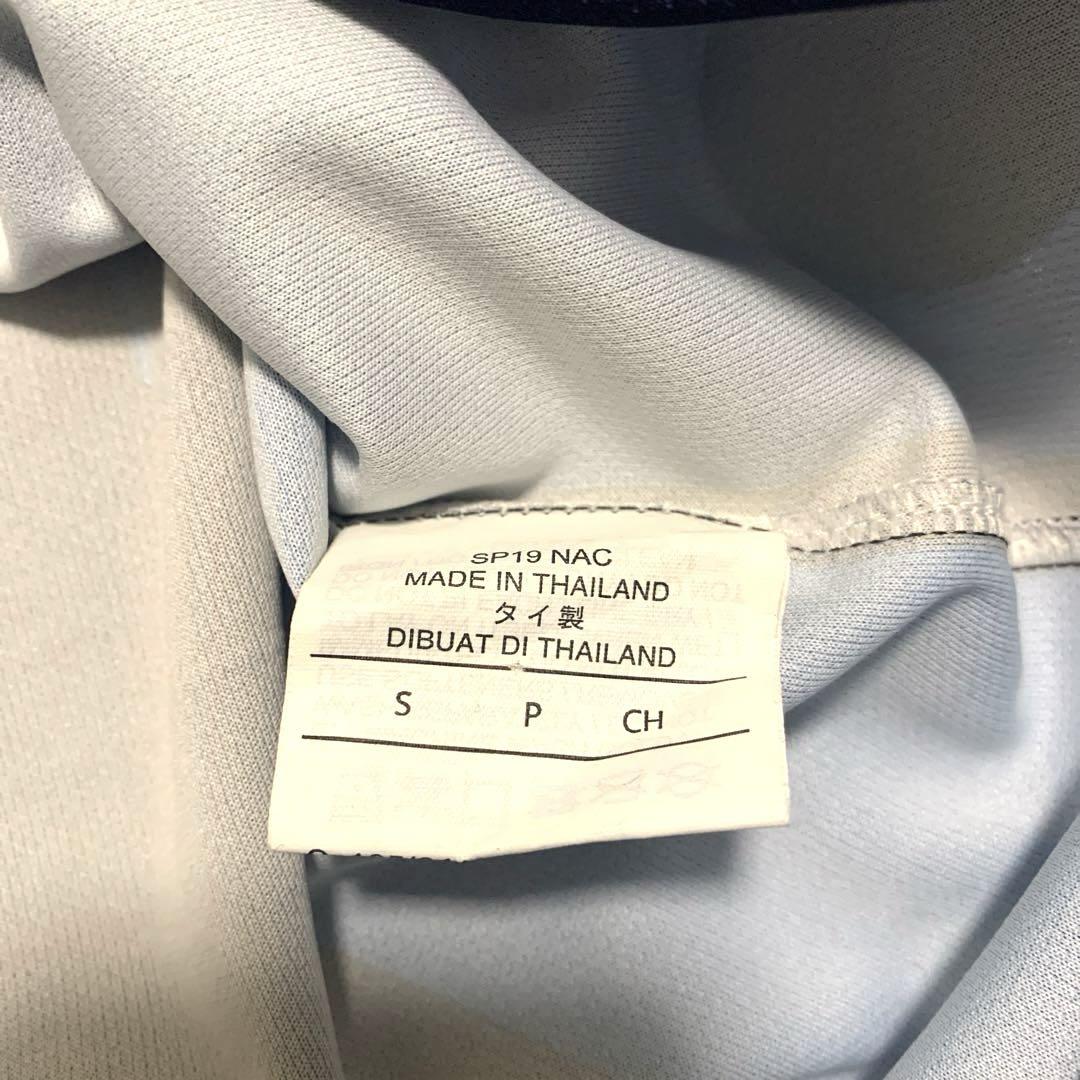 SP19 NAC
MADE IN THAILAND
タイ製
DIBUAT DI THAILAND
S P CH